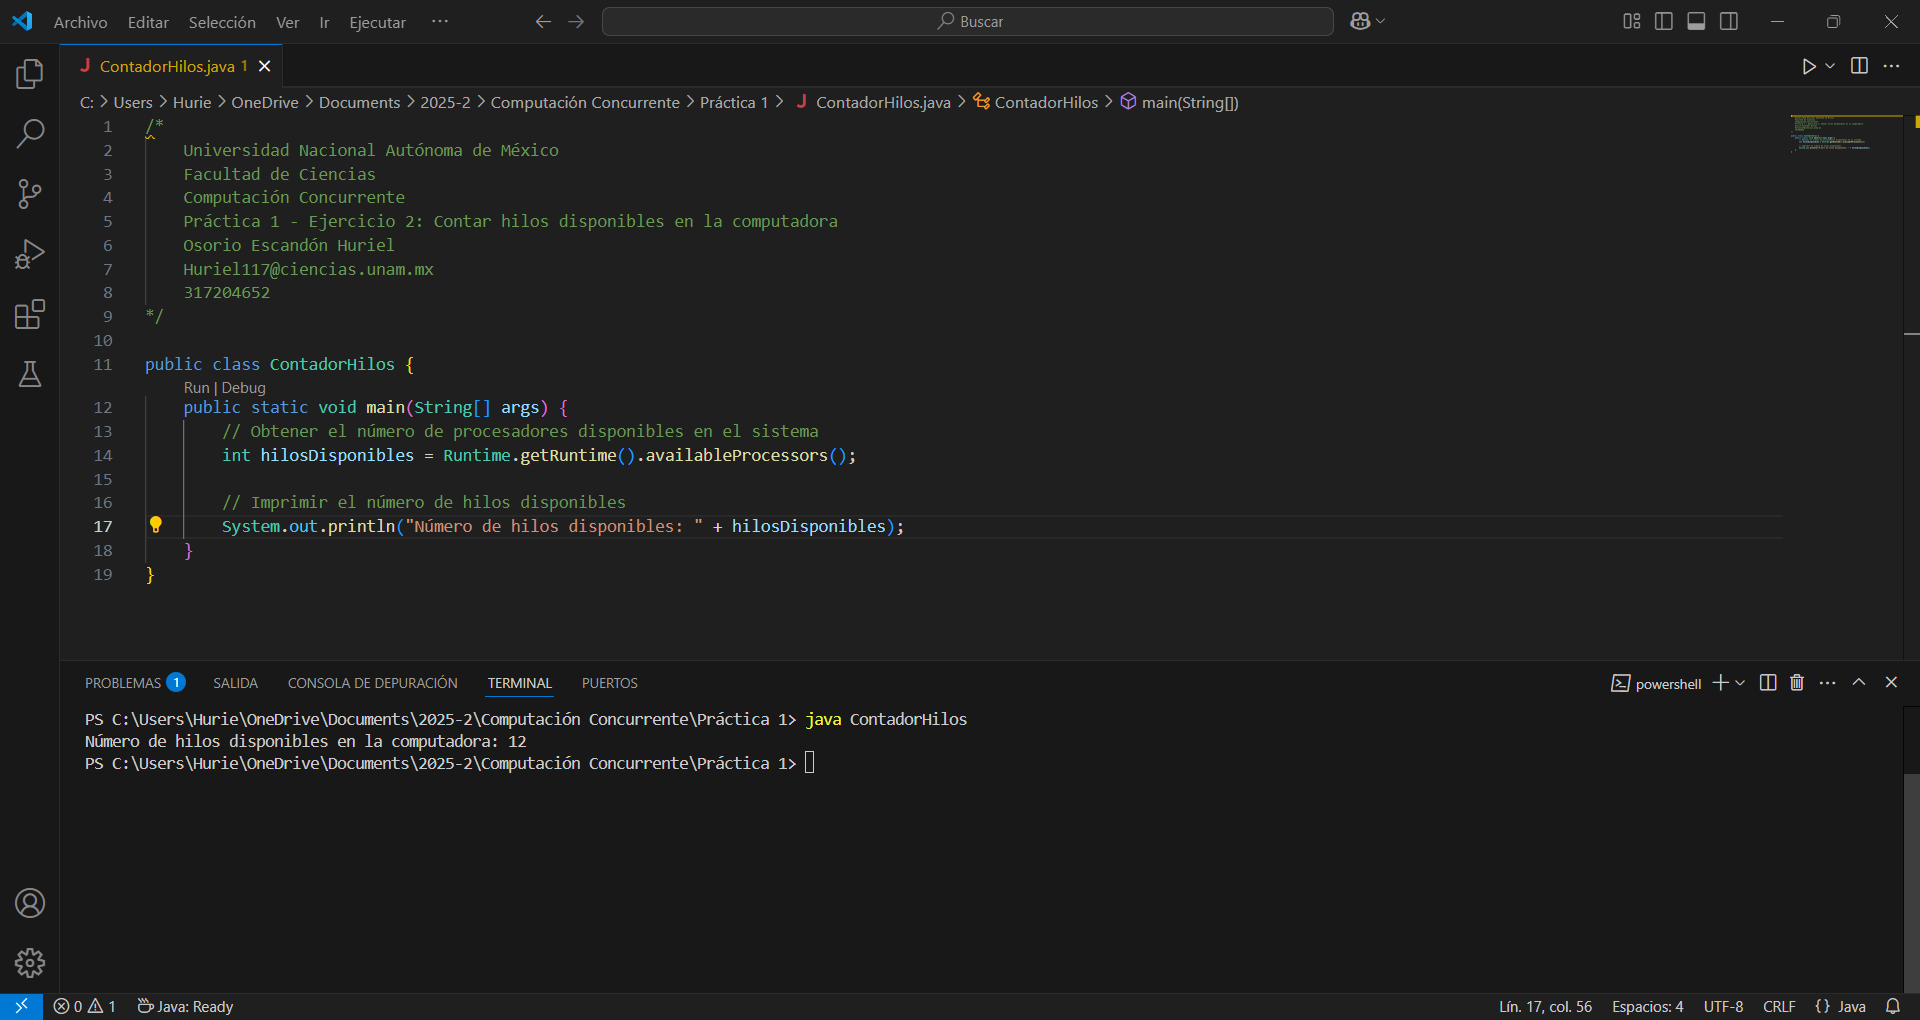 Archivo Editar Selección Ver Ir Ejecutar ··· Buscar
J ContadorHilos.java 1
C: > Users > Hurie > OneDrive > Documents > 2025-2 > Computación Concurrente > Práctica 1 > J ContadorHilos.java > ContadorHilos > main(String[])
1 /*
2 Universidad Nacional Autónoma de México
3 Facultad de Ciencias
4 Computación Concurrente
5 Práctica 1 - Ejercicio 2: Contar hilos disponibles en la computadora
6 Osorio Escandón Huriel
7 Huriel117@ciencias.unam.mx
8 317204652
9 */
10
11 public class ContadorHilos {
Run | Debug
12 public static void main(String[] args) {
13 // Obtener el número de procesadores disponibles en el sistema
14 int hilosDisponibles = Runtime.getRuntime().availableProcessors();
15
16 // Imprimir el número de hilos disponibles
17 System.out.println("Número de hilos disponibles: " + hilosDisponibles);
18 }
19 }
PROBLEMAS 1 SALIDA CONSOLA DE DEPURACIÓN TERMINAL PUERTOS powershell
PS C:\Users\Hurie\OneDrive\Documents\2025-2\Computación Concurrente\Práctica 1> java ContadorHilos
Número de hilos disponibles en la computadora: 12
PS C:\Users\Hurie\OneDrive\Documents\2025-2\Computación Concurrente\Práctica 1>
0 1 Java: Ready Lín. 17, col. 56 Espacios: 4 UTF-8 CRLF {} Java